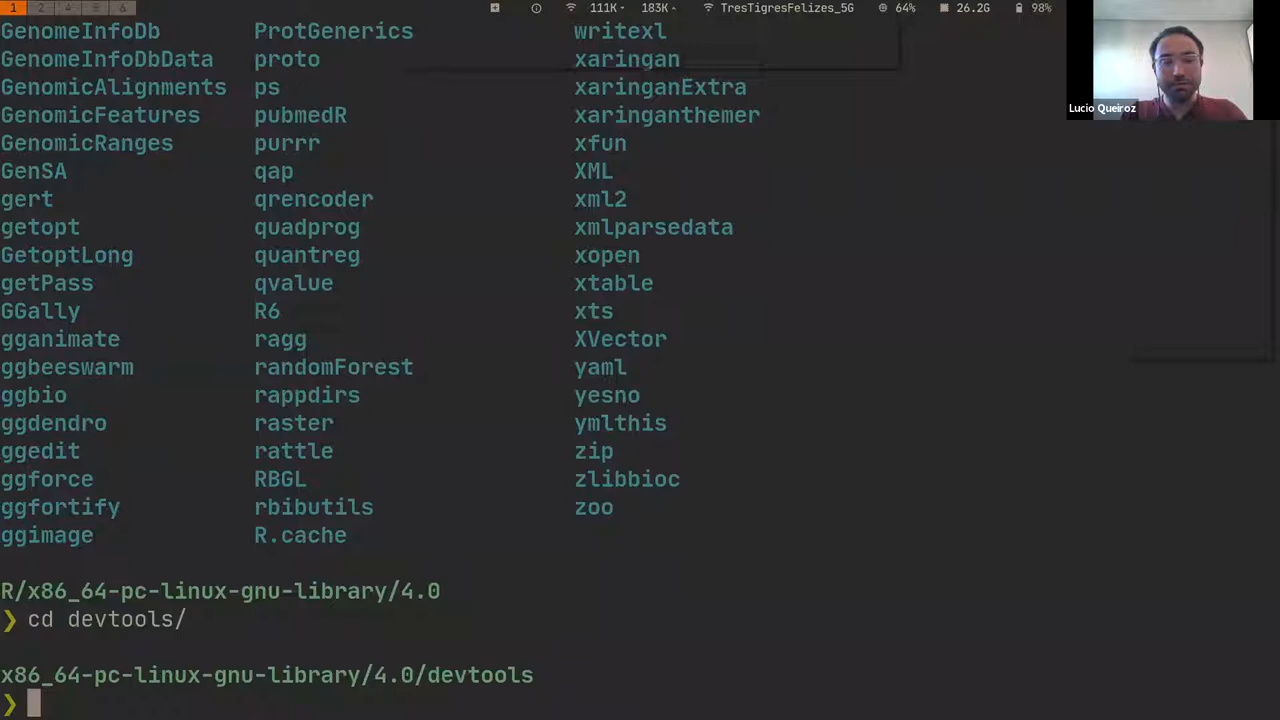 1 2 4 6 111K 183K TresTigresFelizes_5G 64% 26.2G 98%
Lucio Queiroz
GenomeInfoDb ProtGenerics writexl
GenomeInfoDbData proto xaringan
GenomicAlignments ps xaringanExtra
GenomicFeatures pubmedR xaringanthemer
GenomicRanges purrr xfun
GenSA qap XML
gert qrencoder xml2
getopt quadprog xmlparsedata
GetoptLong quantreg xopen
getPass qvalue xtable
GGally R6 xts
gganimate ragg XVector
ggbeeswarm randomForest yaml
ggbio rappdirs yesno
ggdendro raster ymlthis
ggedit rattle zip
ggforce RBGL zlibbioc
ggfortify rbibutils zoo
ggimage R.cache
R/x86_64-pc-linux-gnu-library/4.0
❯ cd devtools/
x86_64-pc-linux-gnu-library/4.0/devtools
❯